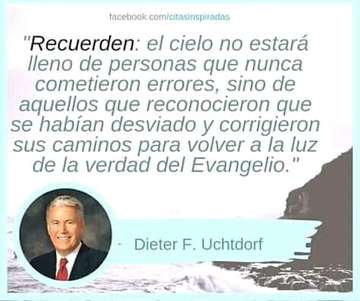 facebook.com/citasinspiradas
"Recuerden: el cielo no estará
lleno de personas que nunca
cometieron errores, sino de
aquellos que reconocieron que
se habían desviado y corrigieron
sus caminos para volver a la luz
de la verdad del Evangelio."
- Dieter F. Uchtdorf